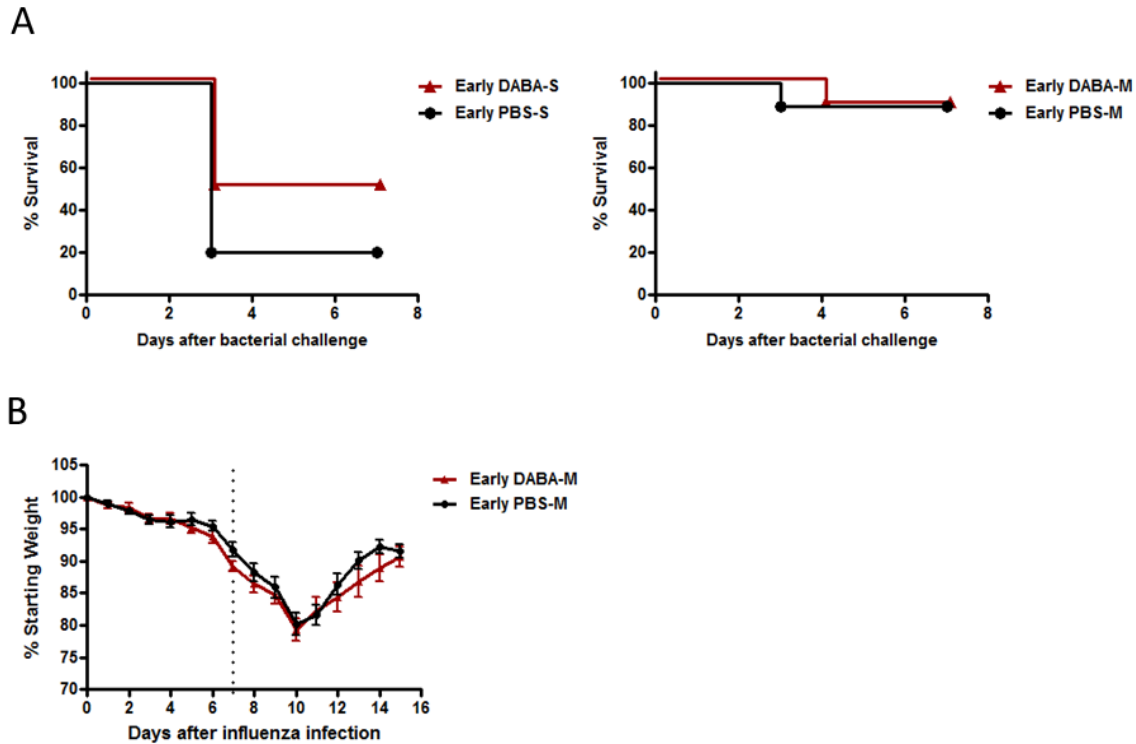 A
% Survival
100
80
60
40
20
0
0 2 4 6 8
Days after bacterial challenge
Early DABA-S
Early PBS-S
% Survival
100
80
60
40
20
0
0 2 4 6 8
Days after bacterial challenge
Early DABA-M
Early PBS-M
B
% Starting Weight
105
100
95
90
85
80
75
70
0 2 4 6 8 10 12 14 16
Days after influenza infection
Early DABA-M
Early PBS-M